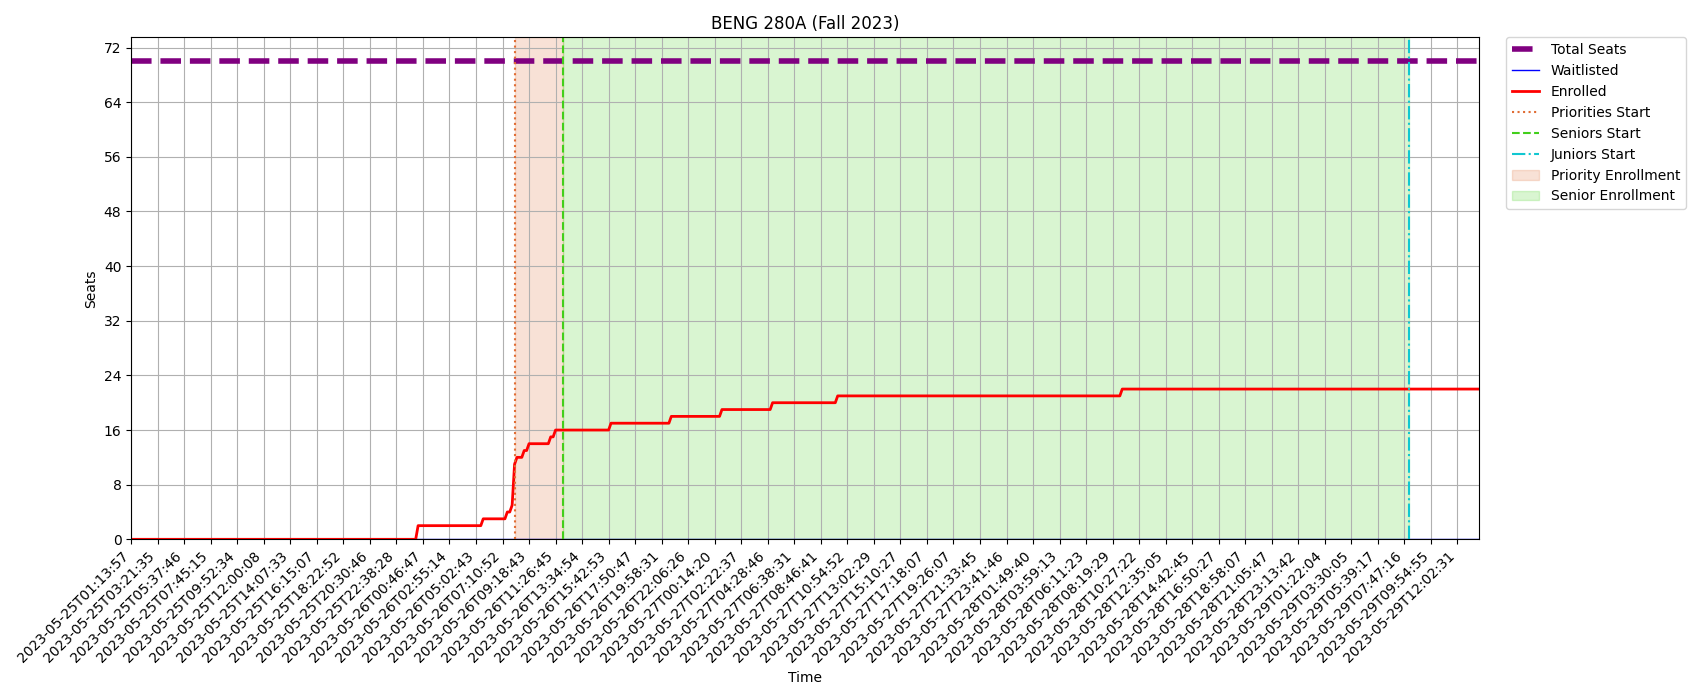 BENG 280A (Fall 2023)
72
64
56
48
40
32
24
16
8
0
Seats
2023-05-25T01:13:57
2023-05-25T03:21:35
2023-05-25T05:37:46
2023-05-25T07:45:15
2023-05-25T09:52:34
2023-05-25T12:00:08
2023-05-25T14:07:33
2023-05-25T16:15:07
2023-05-25T18:22:52
2023-05-25T20:30:46
2023-05-25T22:38:28
2023-05-26T00:46:47
2023-05-26T02:55:14
2023-05-26T05:02:43
2023-05-26T07:10:52
2023-05-26T09:18:43
2023-05-26T11:26:45
2023-05-26T13:34:54
2023-05-26T15:42:53
2023-05-26T17:50:47
2023-05-26T19:58:31
2023-05-26T22:06:26
2023-05-27T00:14:20
2023-05-27T02:22:37
2023-05-27T04:28:46
2023-05-27T06:38:31
2023-05-27T08:46:41
2023-05-27T10:54:52
2023-05-27T13:02:29
2023-05-27T15:10:27
2023-05-27T17:18:07
2023-05-27T19:26:07
2023-05-27T21:33:45
2023-05-27T23:41:46
2023-05-28T01:49:40
2023-05-28T03:59:13
2023-05-28T06:11:23
2023-05-28T08:19:29
2023-05-28T10:27:22
2023-05-28T12:35:05
2023-05-28T14:42:45
2023-05-28T16:50:27
2023-05-28T18:58:07
2023-05-28T21:05:47
2023-05-28T23:13:42
2023-05-29T01:22:04
2023-05-29T03:30:05
2023-05-29T05:39:17
2023-05-29T07:47:16
2023-05-29T09:54:55
2023-05-29T12:02:31
Time
Total Seats
Waitlisted
Enrolled
Priorities Start
Seniors Start
Juniors Start
Priority Enrollment
Senior Enrollment